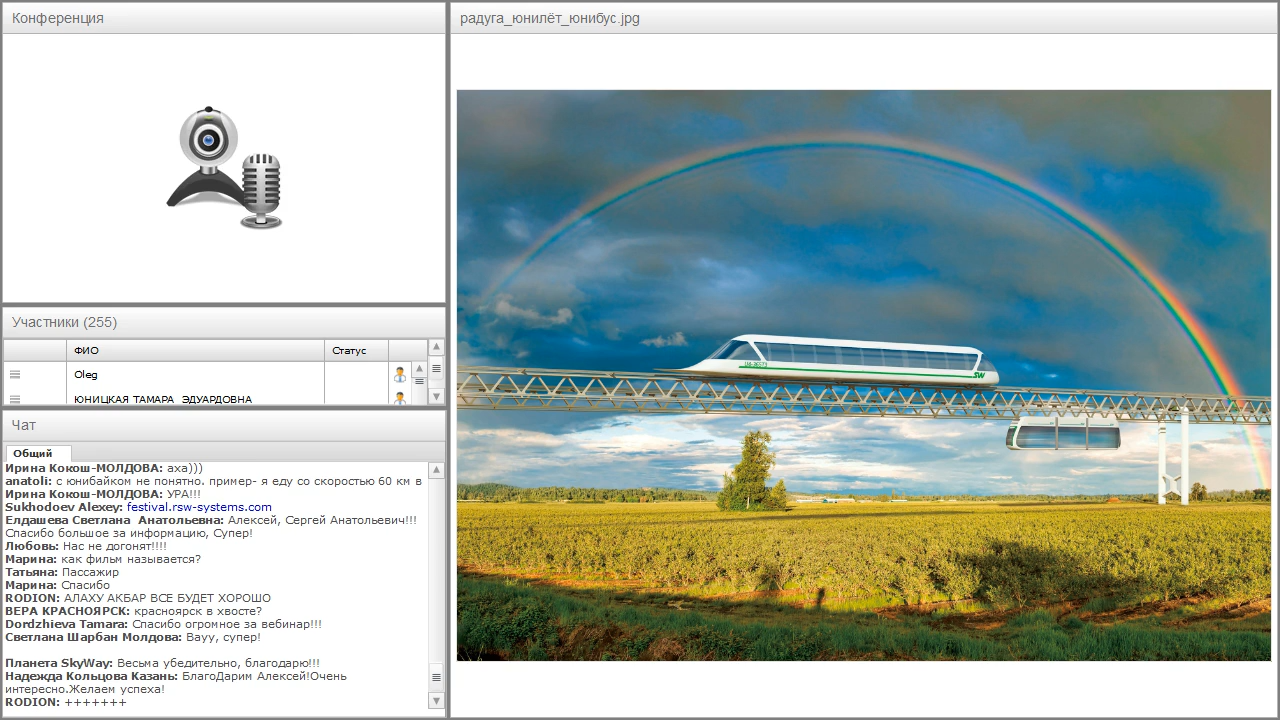 Конференция
Участники (255)
ФИО Статус
Oleg
ЮНИЦКАЯ ТАМАРА ЭДУАРДОВНА
Чат
Общий
Ирина Кокош-МОЛДОВА: аха)))
anatoli: с юнибайком не понятно. пример- я еду со скоростью 60 км в
Ирина Кокош-МОЛДОВА: УРА!!!
Sukhodoev Alexey: festival.rsw-systems.com
Елдашева Светлана Анатольевна: Алексей, Сергей Анатольевич!!!
Спасибо большое за информацию, Супер!
Любовь: Нас не догонят!!!!
Марина: как фильм называется?
Татьяна: Пассажир
Марина: Спасибо
RODION: АЛАХУ АКБАР ВСЕ БУДЕТ ХОРОШО
ВЕРА КРАСНОЯРСК: красноярск в хвосте?
Dordzhieva Tamara: Спасибо огромное за вебинар!!!
Светлана Шарбан Молдова: Вауу, супер!
Планета SkyWay: Весьма убедительно, благодарю!!!
Надежда Кольцова Казань: БлагоДарим Алексей!Очень
интересно.Желаем успеха!
RODION: +++++++
радуга_юнилёт_юнибус.jpg
SW